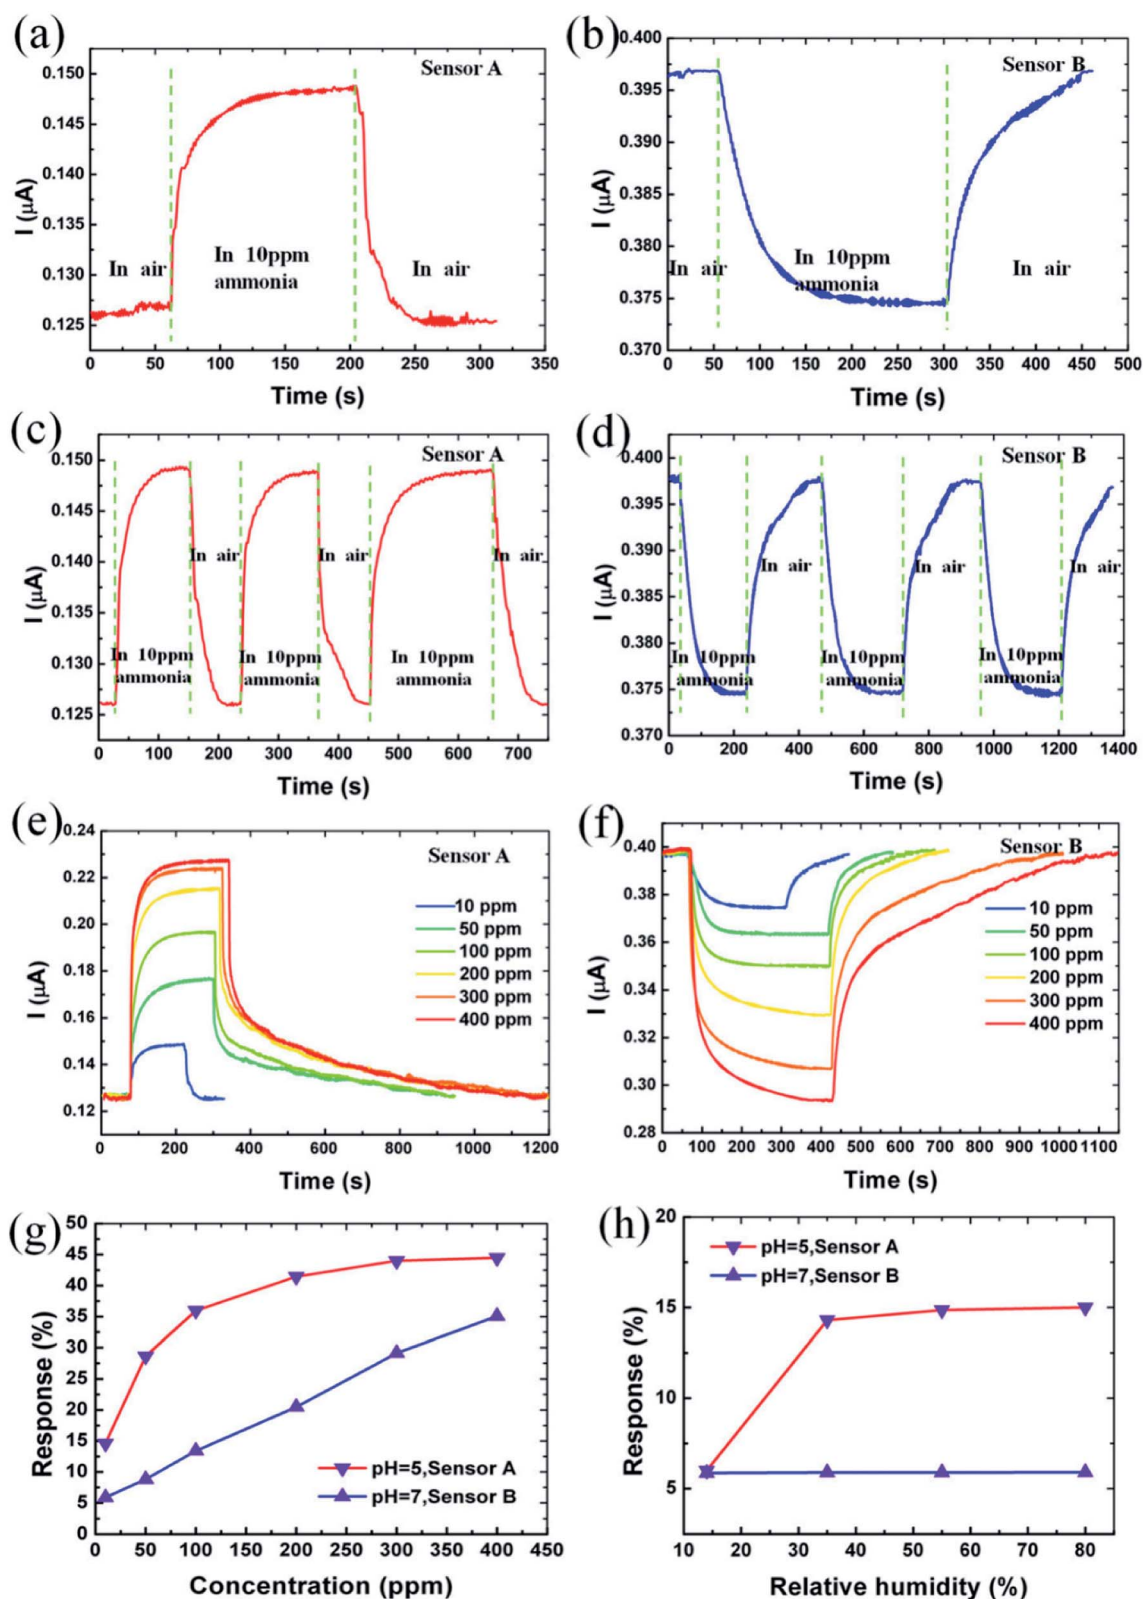 (a)
Sensor A
0.150
0.145
0.140
0.135
0.130
0.125
I (μA)
In air
In 10ppm
ammonia
In air
0 50 100 150 200 250 300 350
Time (s)
(b)
Sensor B
0.400
0.395
0.390
0.385
0.380
0.375
0.370
I (μA)
In air
In 10ppm
ammonia
In air
0 50 100 150 200 250 300 350 400 450 500
Time (s)
(c)
Sensor A
0.150
0.145
0.140
0.135
0.130
0.125
I (μA)
In air
In air
In air
In 10ppm
ammonia
In 10ppm
ammonia
In 10ppm
ammonia
0 100 200 300 400 500 600 700
Time (s)
(d)
Sensor B
0.400
0.395
0.390
0.385
0.380
0.375
0.370
I (μA)
In air
In air
In air
In 10ppm
ammonia
In 10ppm
ammonia
In 10ppm
ammonia
0 200 400 600 800 1000 1200 1400
Time (s)
(e)
Sensor A
0.24
0.22
0.20
0.18
0.16
0.14
0.12
I (μA)
10 ppm
50 ppm
100 ppm
200 ppm
300 ppm
400 ppm
0 200 400 600 800 1000 1200
Time (s)
(f)
Sensor B
0.40
0.38
0.36
0.34
0.32
0.30
0.28
I (μA)
10 ppm
50 ppm
100 ppm
200 ppm
300 ppm
400 ppm
0 100 200 300 400 500 600 700 800 900 1000 1100
Time (s)
(g)
50
45
40
35
30
25
20
15
10
5
0
Response (%)
pH=5,Sensor A
pH=7,Sensor B
0 50 100 150 200 250 300 350 400 450
Concentration (ppm)
(h)
20
15
10
5
Response (%)
pH=5,Sensor A
pH=7,Sensor B
10 20 30 40 50 60 70 80
Relative humidity (%)